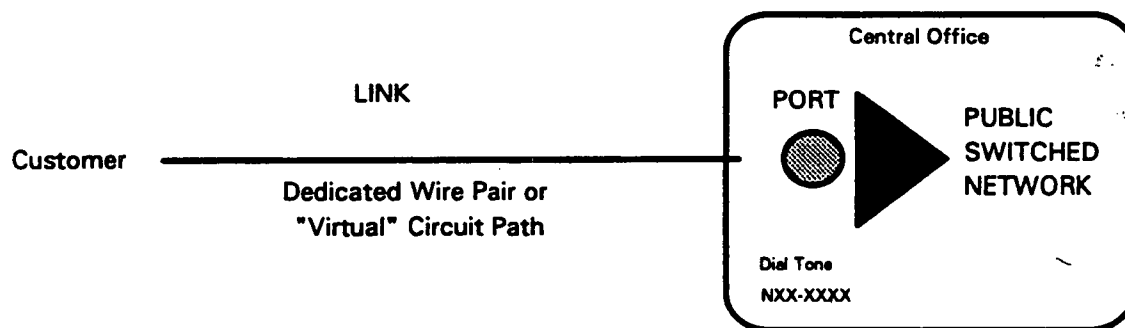 Central Office
LINK
PORT
PUBLIC
SWITCHED
NETWORK
Customer
Dedicated Wire Pair or
"Virtual" Circuit Path
Dial Tone
NXX-XXXX